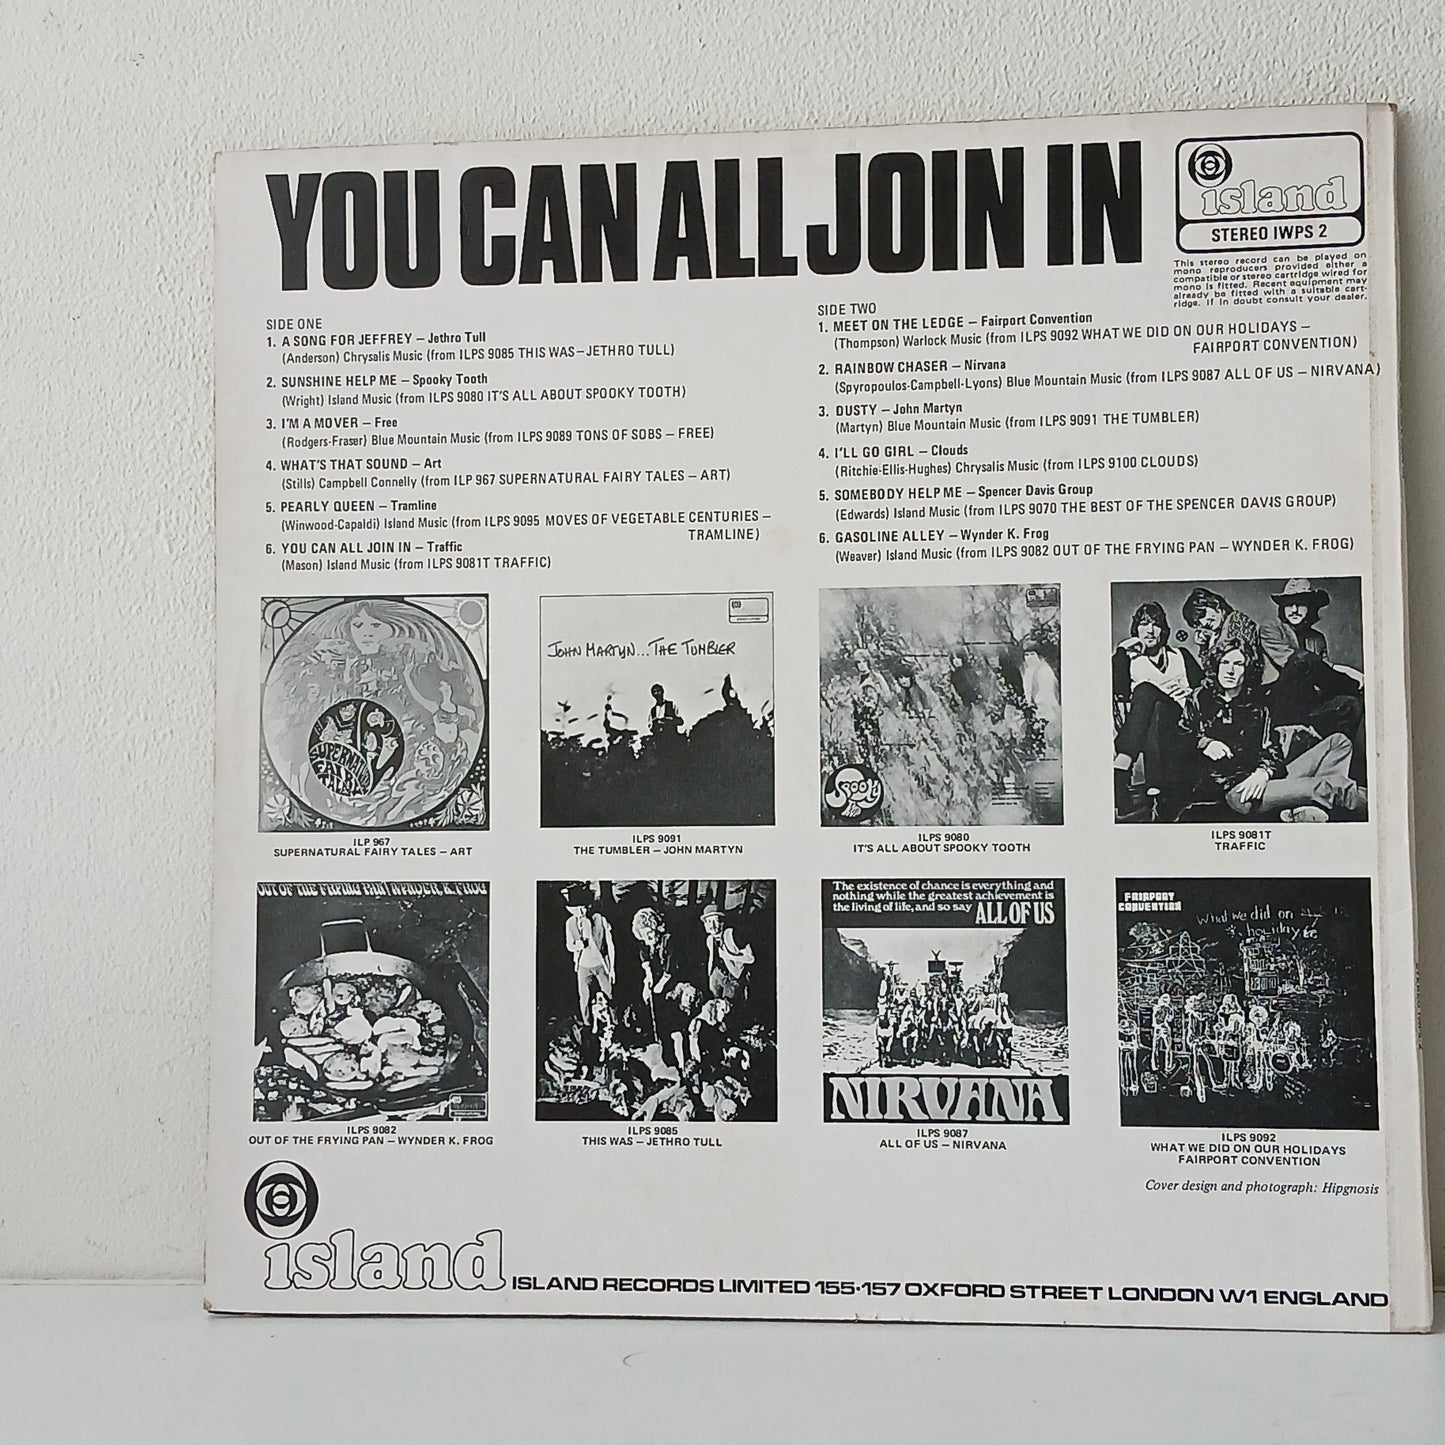 YOU CAN ALL JOIN IN
island
STEREO IWPS 2
This stereo record can be played on
mono reproducers provided either a
compatible or stereo cartridge wired for
mono is fitted. Recent equipment may
already be fitted with a suitable cart-
ridge. If in doubt consult your dealer.
SIDE ONE
1. A SONG FOR JEFFREY – Jethro Tull
(Anderson) Chrysalis Music (from ILPS 9085 THIS WAS–JETHRO TULL)
2. SUNSHINE HELP ME – Spooky Tooth
(Wright) Island Music (from ILPS 9080 IT'S ALL ABOUT SPOOKY TOOTH)
3. I'M A MOVER – Free
(Rodgers-Fraser) Blue Mountain Music (from ILPS 9089 TONS OF SOBS – FREE)
4. WHAT'S THAT SOUND – Art
(Stills) Campbell Connelly (from ILP 967 SUPERNATURAL FAIRY TALES – ART)
5. PEARLY QUEEN – Tramline
(Winwood-Capaldi) Island Music (from ILPS 9095 MOVES OF VEGETABLE CENTURIES –
TRAMLINE)
6. YOU CAN ALL JOIN IN – Traffic
(Mason) Island Music (from ILPS 9081T TRAFFIC)
SIDE TWO
1. MEET ON THE LEDGE – Fairport Convention
(Thompson) Warlock Music (from ILPS 9092 WHAT WE DID ON OUR HOLIDAYS –
FAIRPORT CONVENTION)
2. RAINBOW CHASER – Nirvana
(Spyropoulos-Campbell-Lyons) Blue Mountain Music (from ILPS 9087 ALL OF US – NIRVANA)
3. DUSTY – John Martyn
(Martyn) Blue Mountain Music (from ILPS 9091 THE TUMBLER)
4. I'LL GO GIRL – Clouds
(Ritchie-Ellis-Hughes) Chrysalis Music (from ILPS 9100 CLOUDS)
5. SOMEBODY HELP ME – Spencer Davis Group
(Edwards) Island Music (from ILPS 9070 THE BEST OF THE SPENCER DAVIS GROUP)
6. GASOLINE ALLEY – Wynder K. Frog
(Weaver) Island Music (from ILPS 9082 OUT OF THE FRYING PAN – WYNDER K. FROG)
SUPERNATURAL
FAIRY
TALES
JOHN MARTYN... THE TUMBLER
SPOOKY
ILP 967
SUPERNATURAL FAIRY TALES – ART
ILPS 9091
THE TUMBLER – JOHN MARTYN
ILPS 9080
IT'S ALL ABOUT SPOOKY TOOTH
ILPS 9081T
TRAFFIC
OUT OF THE FRYING PAN/WYNDER K. FROG
The existence of chance is everything and
nothing while the greatest achievement is
the living of life, and so say ALL OF US
NIRVANA
FAIRPORT
CONVENTION
What we did on
holiday
ILPS 9082
OUT OF THE FRYING PAN – WYNDER K. FROG
ILPS 9085
THIS WAS – JETHRO TULL
ILPS 9087
ALL OF US – NIRVANA
ILPS 9092
WHAT WE DID ON OUR HOLIDAYS
FAIRPORT CONVENTION
Cover design and photograph: Hipgnosis
island
ISLAND RECORDS LIMITED 155·157 OXFORD STREET LONDON W1 ENGLAND